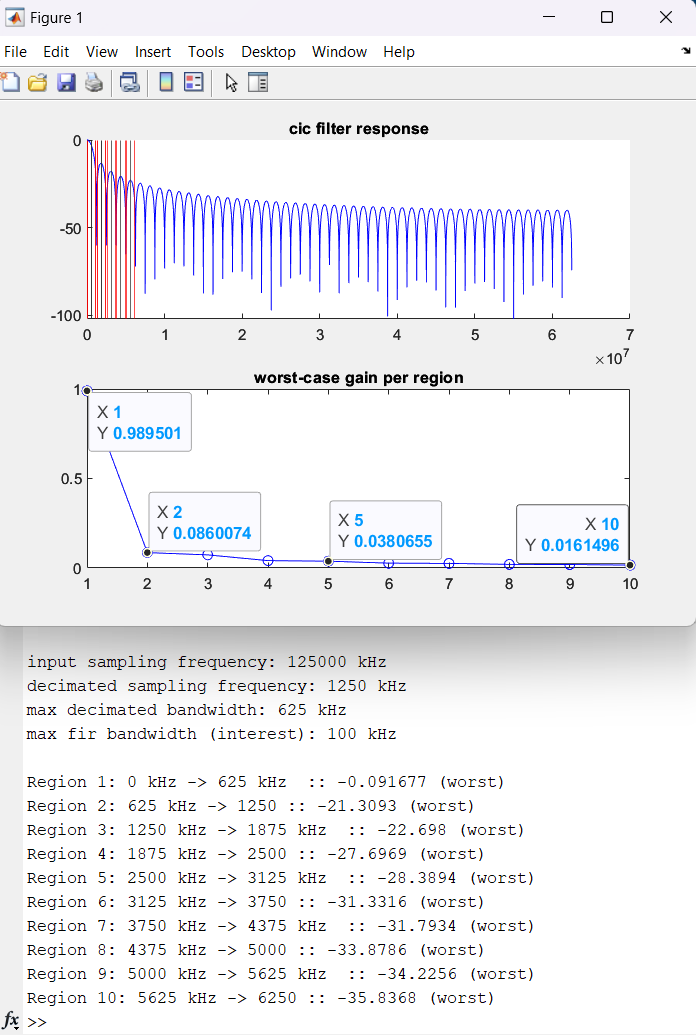 Figure 1
File Edit View Insert Tools Desktop Window Help
cic filter response
0
-50
-100
0 1 2 3 4 5 6 7
×10^7
worst-case gain per region
1
0.5
0
X 1
Y 0.989501
X 2
Y 0.0860074
X 5
Y 0.0380655
X 10
Y 0.0161496
1 2 3 4 5 6 7 8 9 10
input sampling frequency: 125000 kHz
decimated sampling frequency: 1250 kHz
max decimated bandwidth: 625 kHz
max fir bandwidth (interest): 100 kHz
Region 1: 0 kHz -> 625 kHz  :: -0.091677 (worst)
Region 2: 625 kHz -> 1250 :: -21.3093 (worst)
Region 3: 1250 kHz -> 1875 kHz  :: -22.698 (worst)
Region 4: 1875 kHz -> 2500 :: -27.6969 (worst)
Region 5: 2500 kHz -> 3125 kHz  :: -28.3894 (worst)
Region 6: 3125 kHz -> 3750 :: -31.3316 (worst)
Region 7: 3750 kHz -> 4375 kHz  :: -31.7934 (worst)
Region 8: 4375 kHz -> 5000 :: -33.8786 (worst)
Region 9: 5000 kHz -> 5625 kHz  :: -34.2256 (worst)
Region 10: 5625 kHz -> 6250 :: -35.8368 (worst)
fx >>